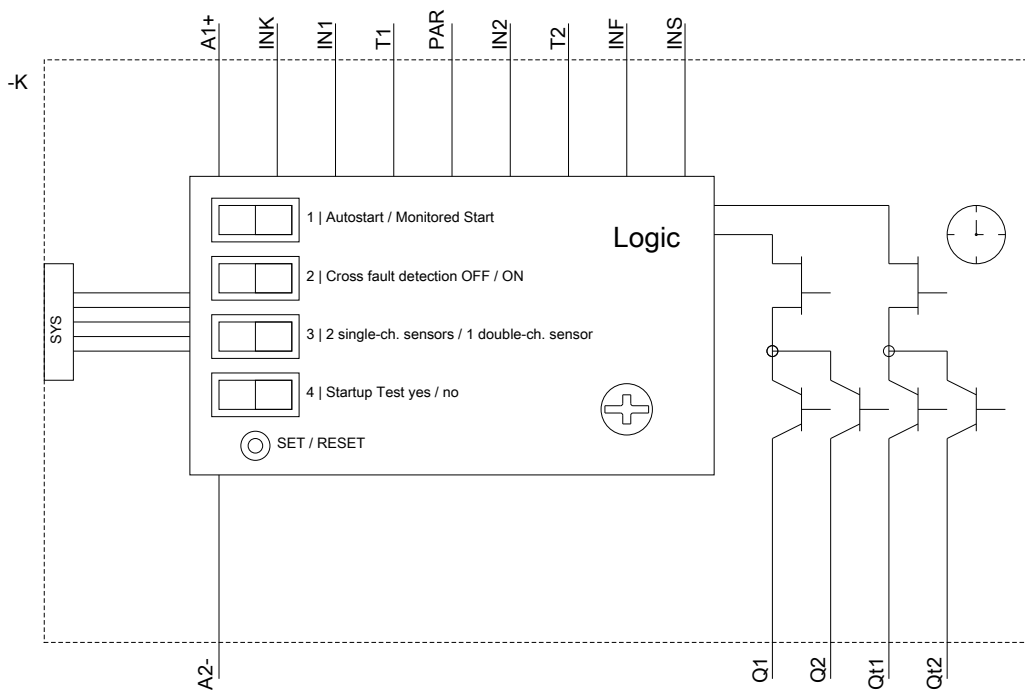 A1+
INK
IN1
T1
PAR
IN2
T2
INF
INS
-K
1 | Autostart / Monitored Start
Logic
2 | Cross fault detection OFF / ON
SYS
3 | 2 single-ch. sensors / 1 double-ch. sensor
4 | Startup Test yes / no
SET / RESET
A2-
Q1
Q2
Qt1
Qt2